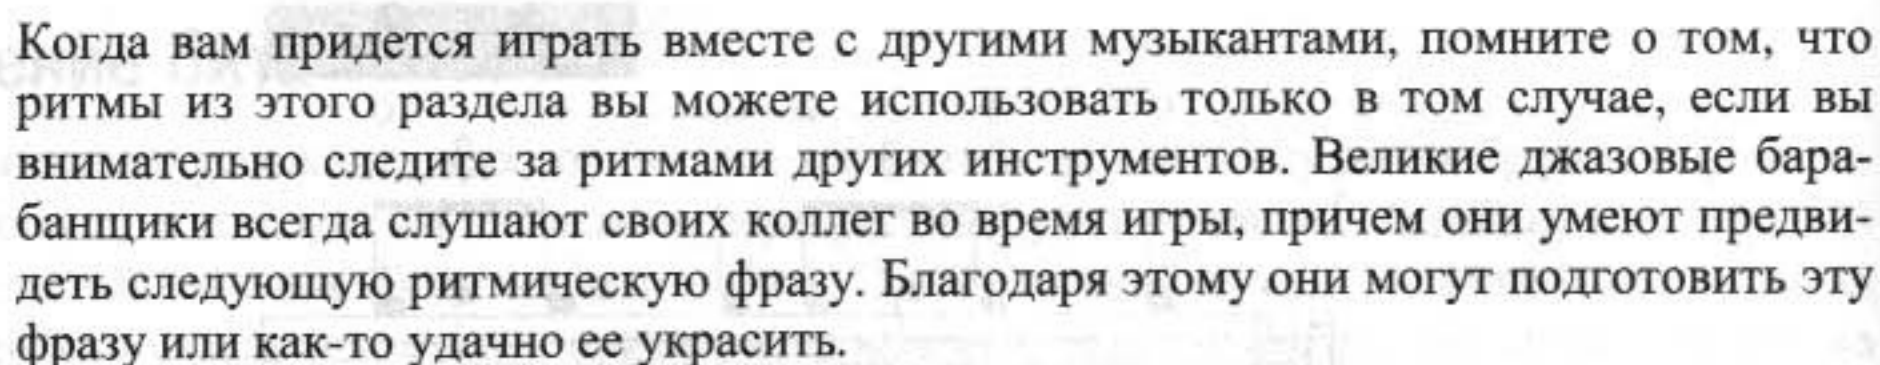 Когда вам придется играть вместе с другими музыкантами, помните о том, что
ритмы из этого раздела вы можете использовать только в том случае, если вы
внимательно следите за ритмами других инструментов. Великие джазовые бара-
банщики всегда слушают своих коллег во время игры, причем они умеют предви-
деть следующую ритмическую фразу. Благодаря этому они могут подготовить эту
фразу или как-то удачно ее украсить.